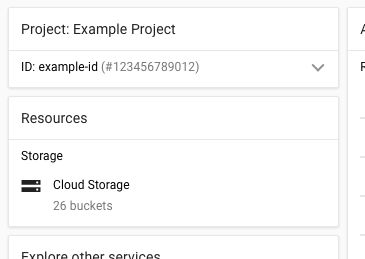 Project: Example Project
ID: example-id (#123456789012)
Resources
Storage
Cloud Storage
26 buckets
Explore other services